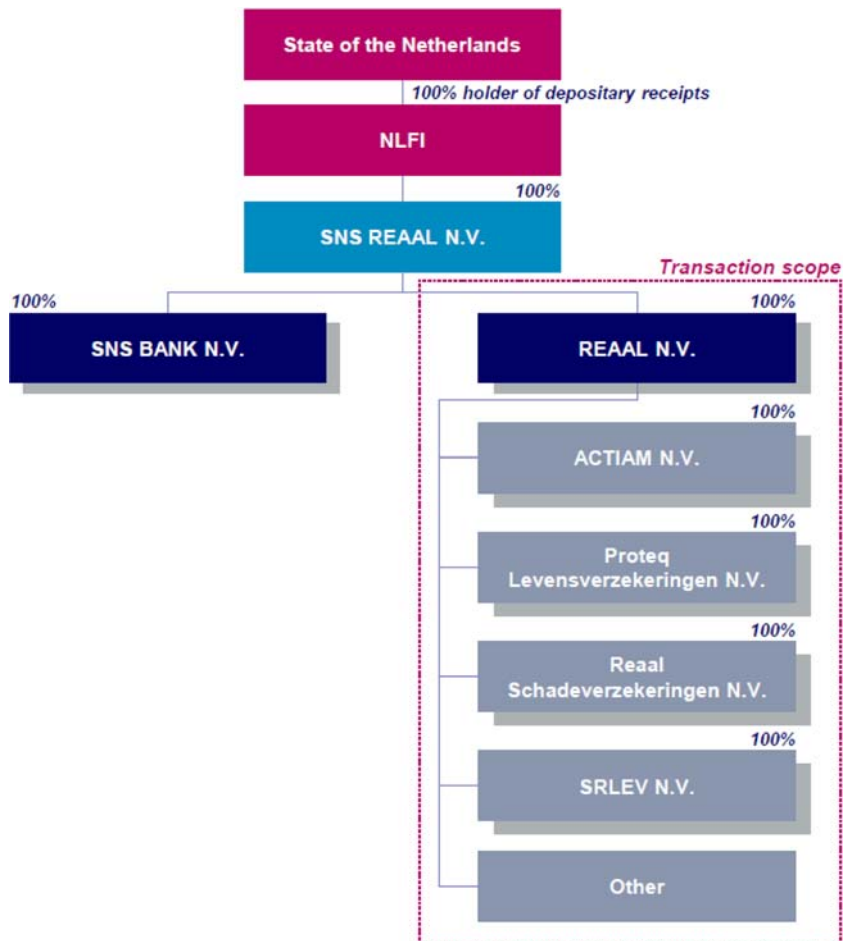 State of the Netherlands
100% holder of depositary receipts
NLFI
100%
SNS REAAL N.V.
Transaction scope
100%
SNS BANK N.V.
100%
REAAL N.V.
100%
ACTIAM N.V.
100%
Proteq
Levensverzekeringen N.V.
100%
Reaal
Schadeverzekeringen N.V.
100%
SRLEV N.V.
Other